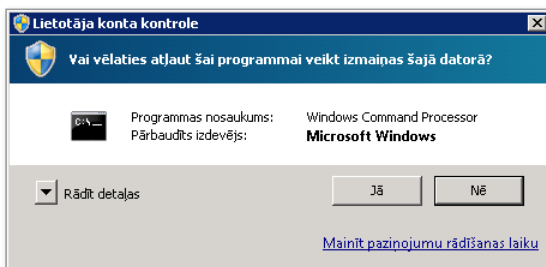 Lietotāja konta kontrole
Vai vēlaties atļaut šai programmai veikt izmaiņas šajā datorā?
C:\_
Programmas nosaukums: Windows Command Processor
Pārbaudīts izdevējs: Microsoft Windows
Rādīt detaļas
Jā
Nē
Mainīt paziņojumu rādīšanas laiku